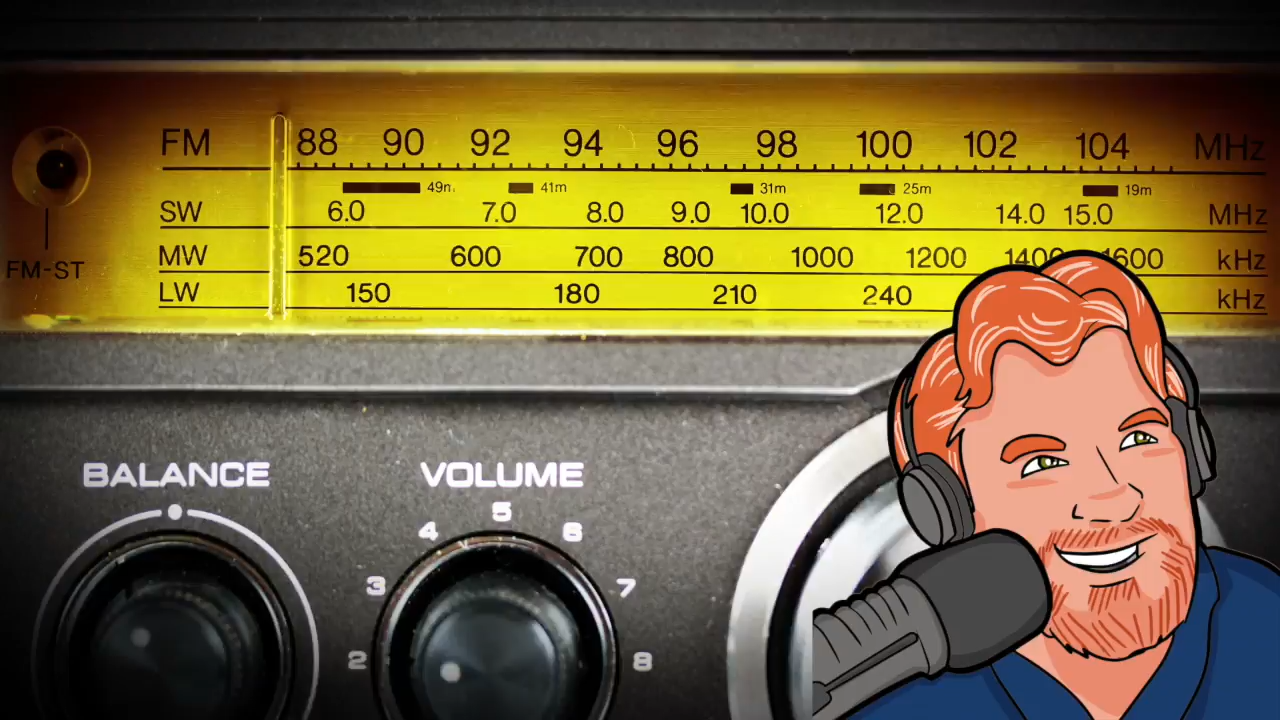 FM 88 90 92 94 96 98 100 102 104 MHz
49m 41m 31m 25m 19m
SW 6.0 7.0 8.0 9.0 10.0 12.0 14.0 15.0 MHz
MW 520 600 700 800 1000 1200 1400 1600 kHz
FM-ST
LW 150 180 210 240 kHz
BALANCE VOLUME
2 3 4 5 6 7 8